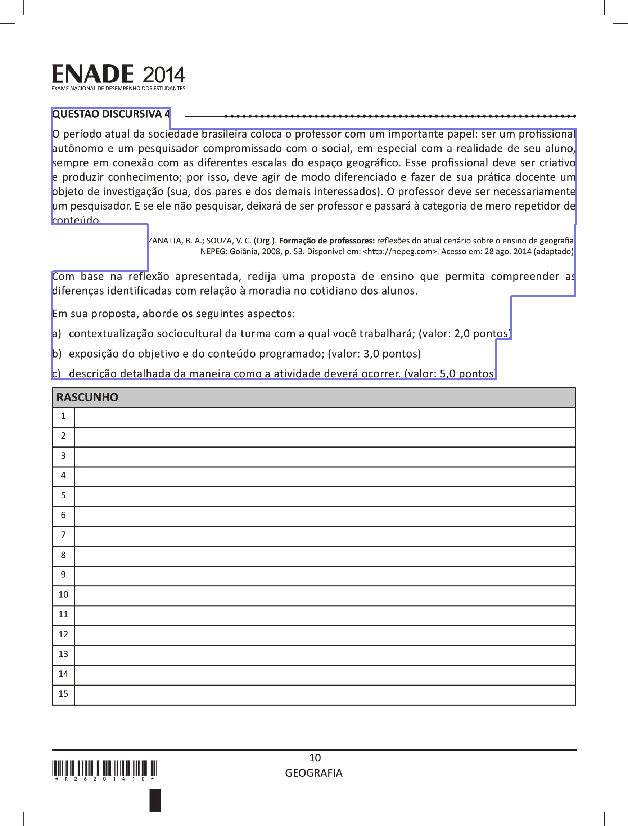 ENADE 2014
EXAME NACIONAL DE DESEMPENHO DOS ESTUDANTES
QUESTÃO DISCURSIVA 4
O período atual da sociedade brasileira coloca o professor com um importante papel: ser um profissional
autônomo e um pesquisador compromissado com o social, em especial com a realidade de seu aluno,
sempre em conexão com as diferentes escalas do espaço geográfico. Esse profissional deve ser criativo
e produzir conhecimento; por isso, deve agir de modo diferenciado e fazer de sua prática docente um
objeto de investigação (sua, dos pares e dos demais interessados). O professor deve ser necessariamente
um pesquisador. E se ele não pesquisar, deixará de ser professor e passará à categoria de mero repetidor de
conteúdo.
ZANATTA, B. A.; SOUZA, V. C. (Org.). Formação de professores: reflexões do atual cenário sobre o ensino de geografia.
NEPEG: Goiânia, 2008, p. 53. Disponível em: <http://nepeg.com>. Acesso em: 28 ago. 2014 (adaptado).
Com base na reflexão apresentada, redija uma proposta de ensino que permita compreender as
diferenças identificadas com relação à moradia no cotidiano dos alunos.
Em sua proposta, aborde os seguintes aspectos:
a) contextualização sociocultural da turma com a qual você trabalhará; (valor: 2,0 pontos)
b) exposição do objetivo e do conteúdo programado; (valor: 3,0 pontos)
c) descrição detalhada da maneira como a atividade deverá ocorrer. (valor: 5,0 pontos)
RASCUNHO
1
2
3
4
5
6
7
8
9
10
11
12
13
14
15
10
GEOGRAFIA
*R2620141​0*